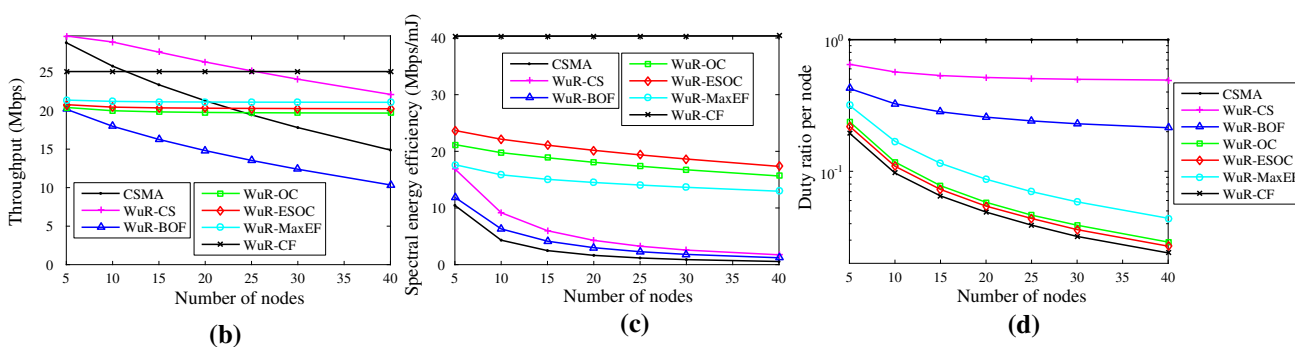 Throughput (Mbps)
25
20
15
10
5
0
CSMA
WuR-CS
WuR-BOF
WuR-OC
WuR-ESOC
WuR-MaxEF
WuR-CF
5 10 15 20 25 30 35 40
Number of nodes
(b)
Spectral energy efficiency (Mbps/mJ)
40
30
20
10
0
CSMA
WuR-CS
WuR-BOF
WuR-OC
WuR-ESOC
WuR-MaxEF
WuR-CF
5 10 15 20 25 30 35 40
Number of nodes
(c)
Duty ratio per node
10^0
10^-1
CSMA
WuR-CS
WuR-BOF
WuR-OC
WuR-ESOC
WuR-MaxEF
WuR-CF
5 10 15 20 25 30 35 40
Number of nodes
(d)